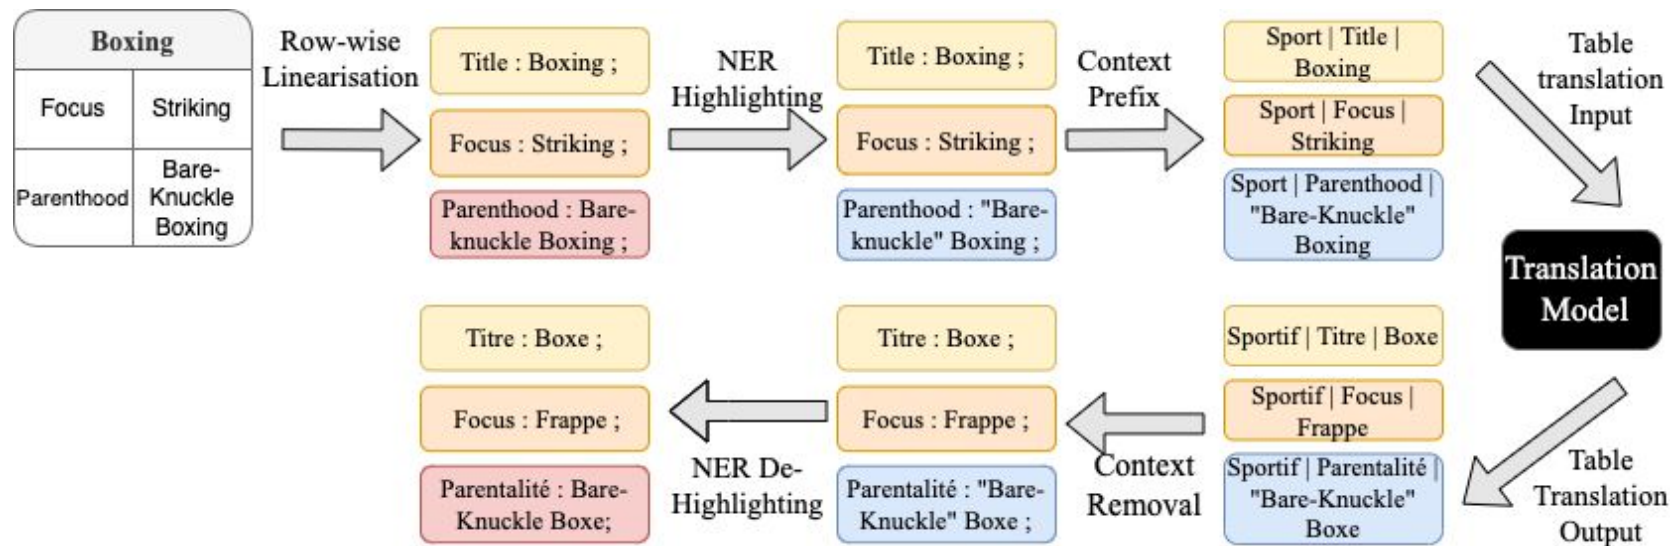 Boxing
Focus
Striking
Parenthood
Bare-
Knuckle
Boxing
Row-wise
Linearisation
Title : Boxing ;
Focus : Striking ;
Parenthood : Bare-
knuckle Boxing ;
NER
Highlighting
Title : Boxing ;
Focus : Striking ;
Parenthood : "Bare-
knuckle" Boxing ;
Context
Prefix
Sport | Title |
Boxing
Sport | Focus |
Striking
Sport | Parenthood |
"Bare-Knuckle"
Boxing
Table
translation
Input
Translation
Model
Table
Translation
Output
Sportif | Titre | Boxe
Sportif | Focus |
Frappe
Sportif | Parentalité |
"Bare-Knuckle"
Boxe
Context
Removal
Titre : Boxe ;
Focus : Frappe ;
Parentalité : "Bare-
Knuckle" Boxe ;
NER De-
Highlighting
Titre : Boxe ;
Focus : Frappe ;
Parentalité : Bare-
Knuckle Boxe;